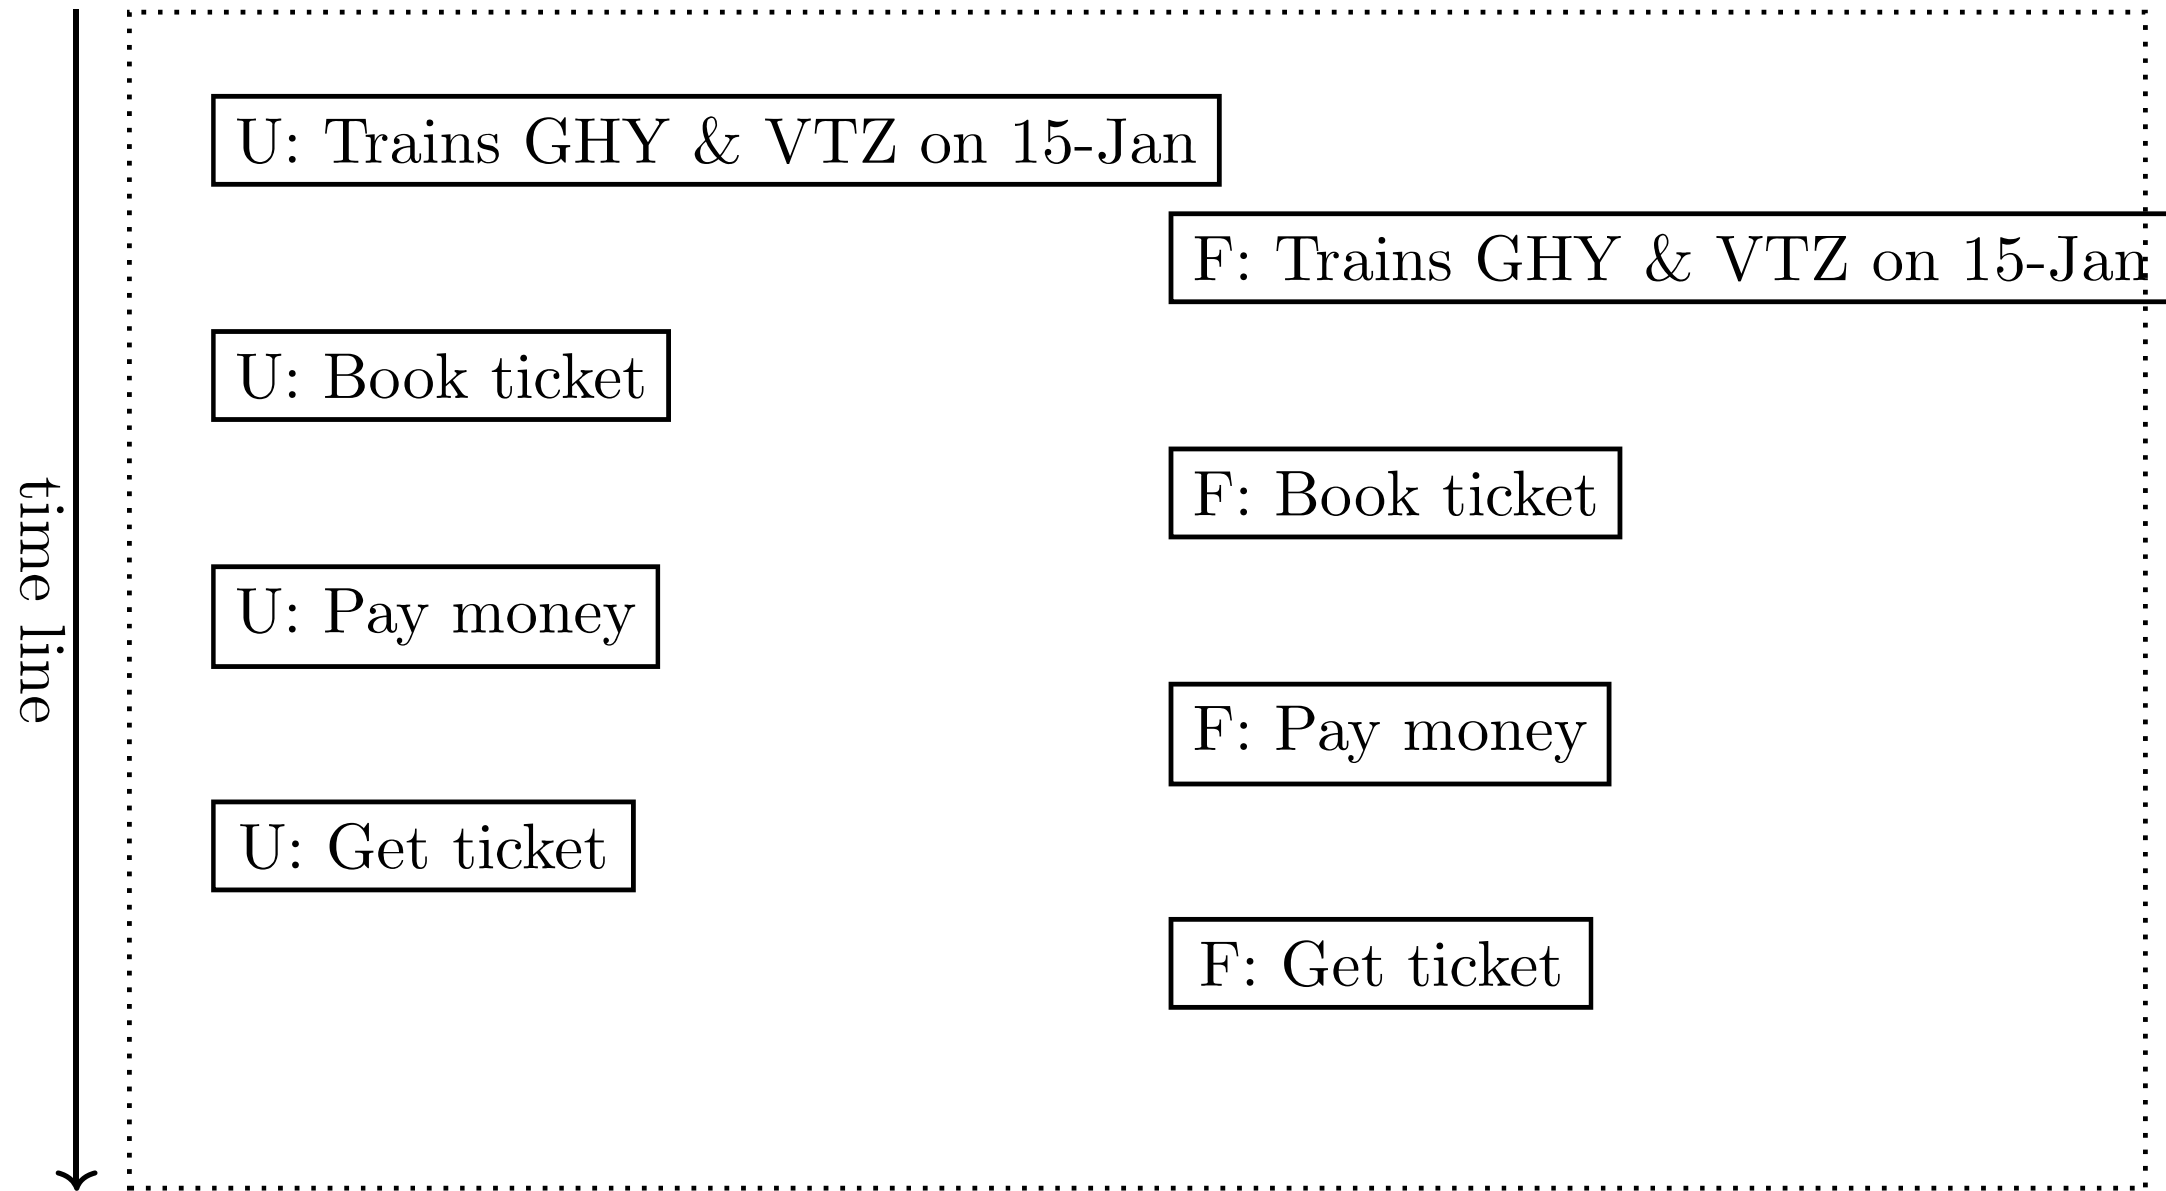 U: Trains GHY & VTZ on 15-Jan
F: Trains GHY & VTZ on 15-Jan
U: Book ticket
F: Book ticket
time line
U: Pay money
F: Pay money
U: Get ticket
F: Get ticket